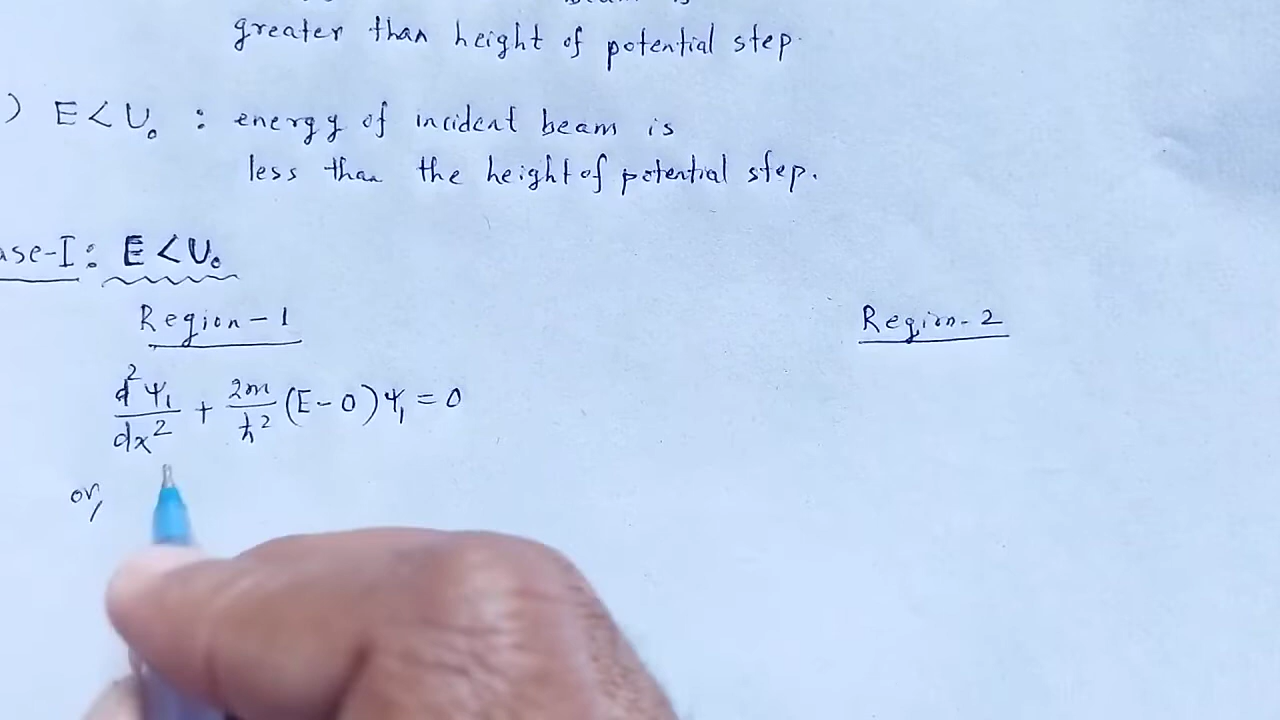 greater than height of potential step.
) E < U₀ : energy of incident beam is
less than the height of potential step.
ase-I: E < U₀
Region-1
Region-2
d²ψ₁/dx² + 2m/ħ² (E-0)ψ₁ = 0
or,